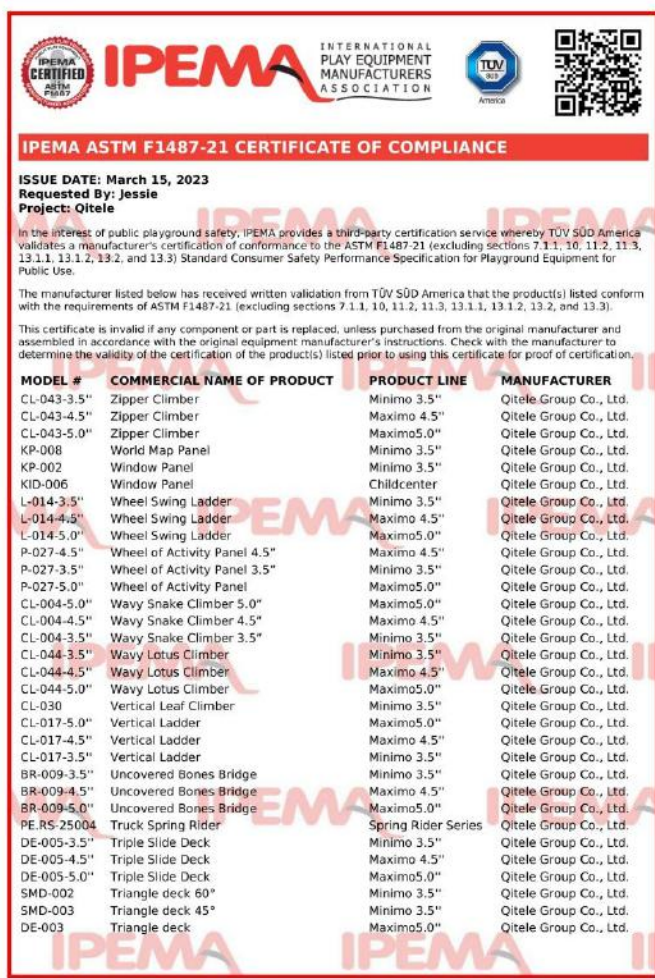 IPEMA
CERTIFIED
ASTM
F1487
IPEMA
INTERNATIONAL
PLAY EQUIPMENT
MANUFACTURERS
ASSOCIATION
TÜV
SÜD
America
IPEMA ASTM F1487-21 CERTIFICATE OF COMPLIANCE
ISSUE DATE: March 15, 2023
Requested By: Jessie
Project: Qitele
In the interest of public playground safety, IPEMA provides a third-party certification service whereby TÜV SÜD America
validates a manufacturer's certification of conformance to the ASTM F1487-21 (excluding sections 7.1.1, 10, 11.2, 11.3,
13.1.1, 13.1.2, 13.2, and 13.3) Standard Consumer Safety Performance Specification for Playground Equipment for
Public Use.
The manufacturer listed below has received written validation from TÜV SÜD America that the product(s) listed conform
with the requirements of ASTM F1487-21 (excluding sections 7.1.1, 10, 11.2, 11.3, 13.1.1, 13.1.2, 13.2, and 13.3).
This certificate is invalid if any component or part is replaced, unless purchased from the original manufacturer and
assembled in accordance with the original equipment manufacturer's instructions. Check with the manufacturer to
determine the validity of the certification of the product(s) listed prior to using this certificate for proof of certification.
MODEL # COMMERCIAL NAME OF PRODUCT PRODUCT LINE MANUFACTURER
CL-043-3.5" Zipper Climber Minimo 3.5" Qitele Group Co., Ltd.
CL-043-4.5" Zipper Climber Maximo 4.5" Qitele Group Co., Ltd.
CL-043-5.0" Zipper Climber Maximo5.0" Qitele Group Co., Ltd.
KP-008 World Map Panel Minimo 3.5" Qitele Group Co., Ltd.
KP-002 Window Panel Minimo 3.5" Qitele Group Co., Ltd.
KID-006 Window Panel Childcenter Qitele Group Co., Ltd.
L-014-3.5" Wheel Swing Ladder Minimo 3.5" Qitele Group Co., Ltd.
L-014-4.5" Wheel Swing Ladder Maximo 4.5" Qitele Group Co., Ltd.
L-014-5.0" Wheel Swing Ladder Maximo5.0" Qitele Group Co., Ltd.
P-027-4.5" Wheel of Activity Panel 4.5" Maximo 4.5" Qitele Group Co., Ltd.
P-027-3.5" Wheel of Activity Panel 3.5" Minimo 3.5" Qitele Group Co., Ltd.
P-027-5.0" Wheel of Activity Panel Maximo5.0" Qitele Group Co., Ltd.
CL-004-5.0" Wavy Snake Climber 5.0" Maximo5.0" Qitele Group Co., Ltd.
CL-004-4.5" Wavy Snake Climber 4.5" Maximo 4.5" Qitele Group Co., Ltd.
CL-004-3.5" Wavy Snake Climber 3.5" Minimo 3.5" Qitele Group Co., Ltd.
CL-044-3.5" Wavy Lotus Climber Minimo 3.5" Qitele Group Co., Ltd.
CL-044-4.5" Wavy Lotus Climber Maximo 4.5" Qitele Group Co., Ltd.
CL-044-5.0" Wavy Lotus Climber Maximo5.0" Qitele Group Co., Ltd.
CL-030 Vertical Leaf Climber Minimo 3.5" Qitele Group Co., Ltd.
CL-017-5.0" Vertical Ladder Maximo5.0" Qitele Group Co., Ltd.
CL-017-4.5" Vertical Ladder Maximo 4.5" Qitele Group Co., Ltd.
CL-017-3.5" Vertical Ladder Minimo 3.5" Qitele Group Co., Ltd.
BR-009-3.5" Uncovered Bones Bridge Minimo 3.5" Qitele Group Co., Ltd.
BR-009-4.5" Uncovered Bones Bridge Maximo 4.5" Qitele Group Co., Ltd.
BR-009-5.0" Uncovered Bones Bridge Maximo5.0" Qitele Group Co., Ltd.
PE.RS-25004 Truck Spring Rider Spring Rider Series Qitele Group Co., Ltd.
DE-005-3.5" Triple Slide Deck Minimo 3.5" Qitele Group Co., Ltd.
DE-005-4.5" Triple Slide Deck Maximo 4.5" Qitele Group Co., Ltd.
DE-005-5.0" Triple Slide Deck Maximo5.0" Qitele Group Co., Ltd.
SMD-002 Triangle deck 60° Minimo 3.5" Qitele Group Co., Ltd.
SMD-003 Triangle deck 45° Minimo 3.5" Qitele Group Co., Ltd.
DE-003 Triangle deck Maximo5.0" Qitele Group Co., Ltd.